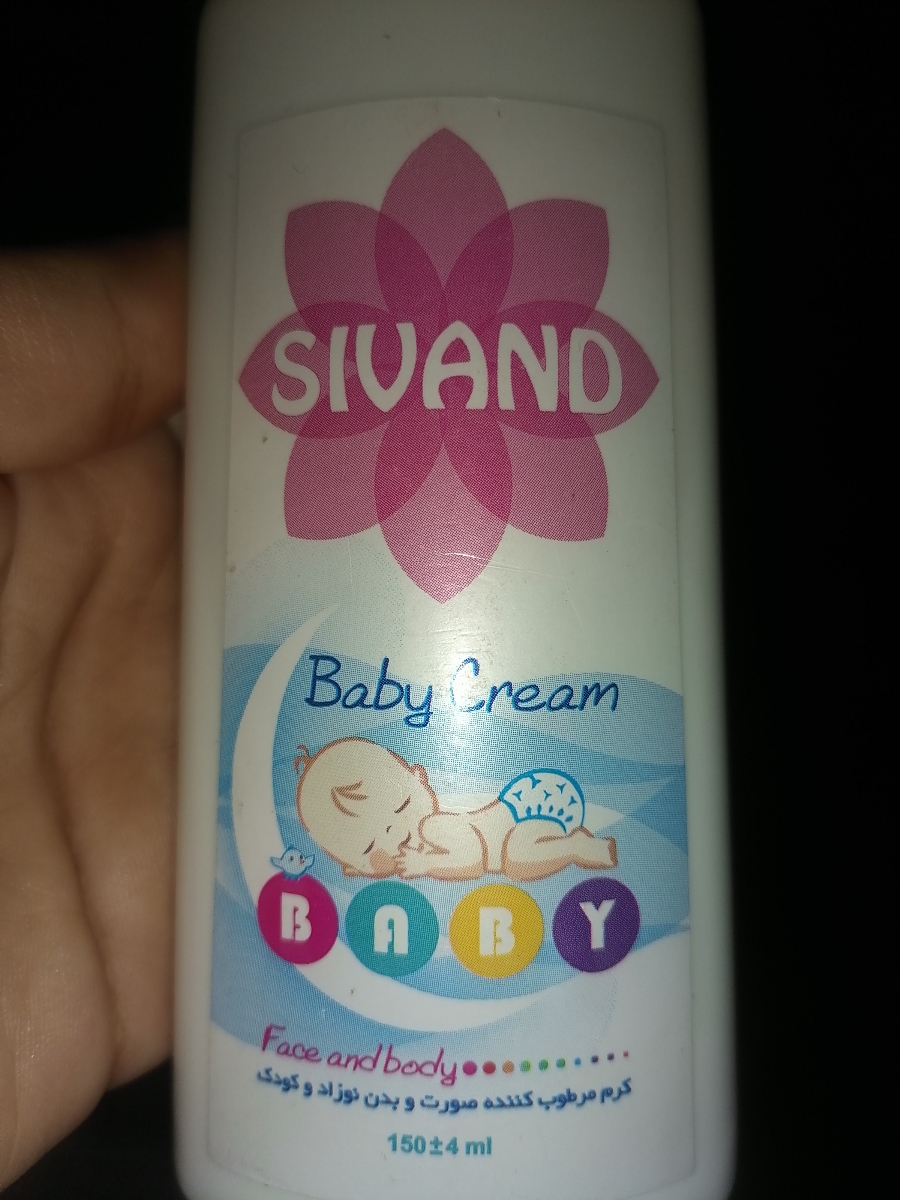 SIVAND
Baby Cream
BABY
Face and body
کرم مرطوب کننده صورت و بدن نوزاد و کودک
150±4 ml